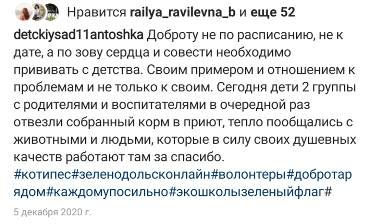 Нравится railya_ravilevna_b и еще 52
detckiysad11antoshka Доброту не по расписанию, не к
дате, а по зову сердца и совести необходимо
прививать с детства. Своим примером и отношением к
проблемам и не только к своим. Сегодня дети 2 группы
с родителями и воспитателями в очередной раз
отвезли собранный корм в приют, тепло пообщались с
животными и людьми, которые в силу своих душевных
качеств работают там за спасибо.
#котипес#зеленодольсконлайн#волонтеры#добротар
ядом#каждомупосильно#экошколызеленыйфлаг#
5 декабря 2020 г.